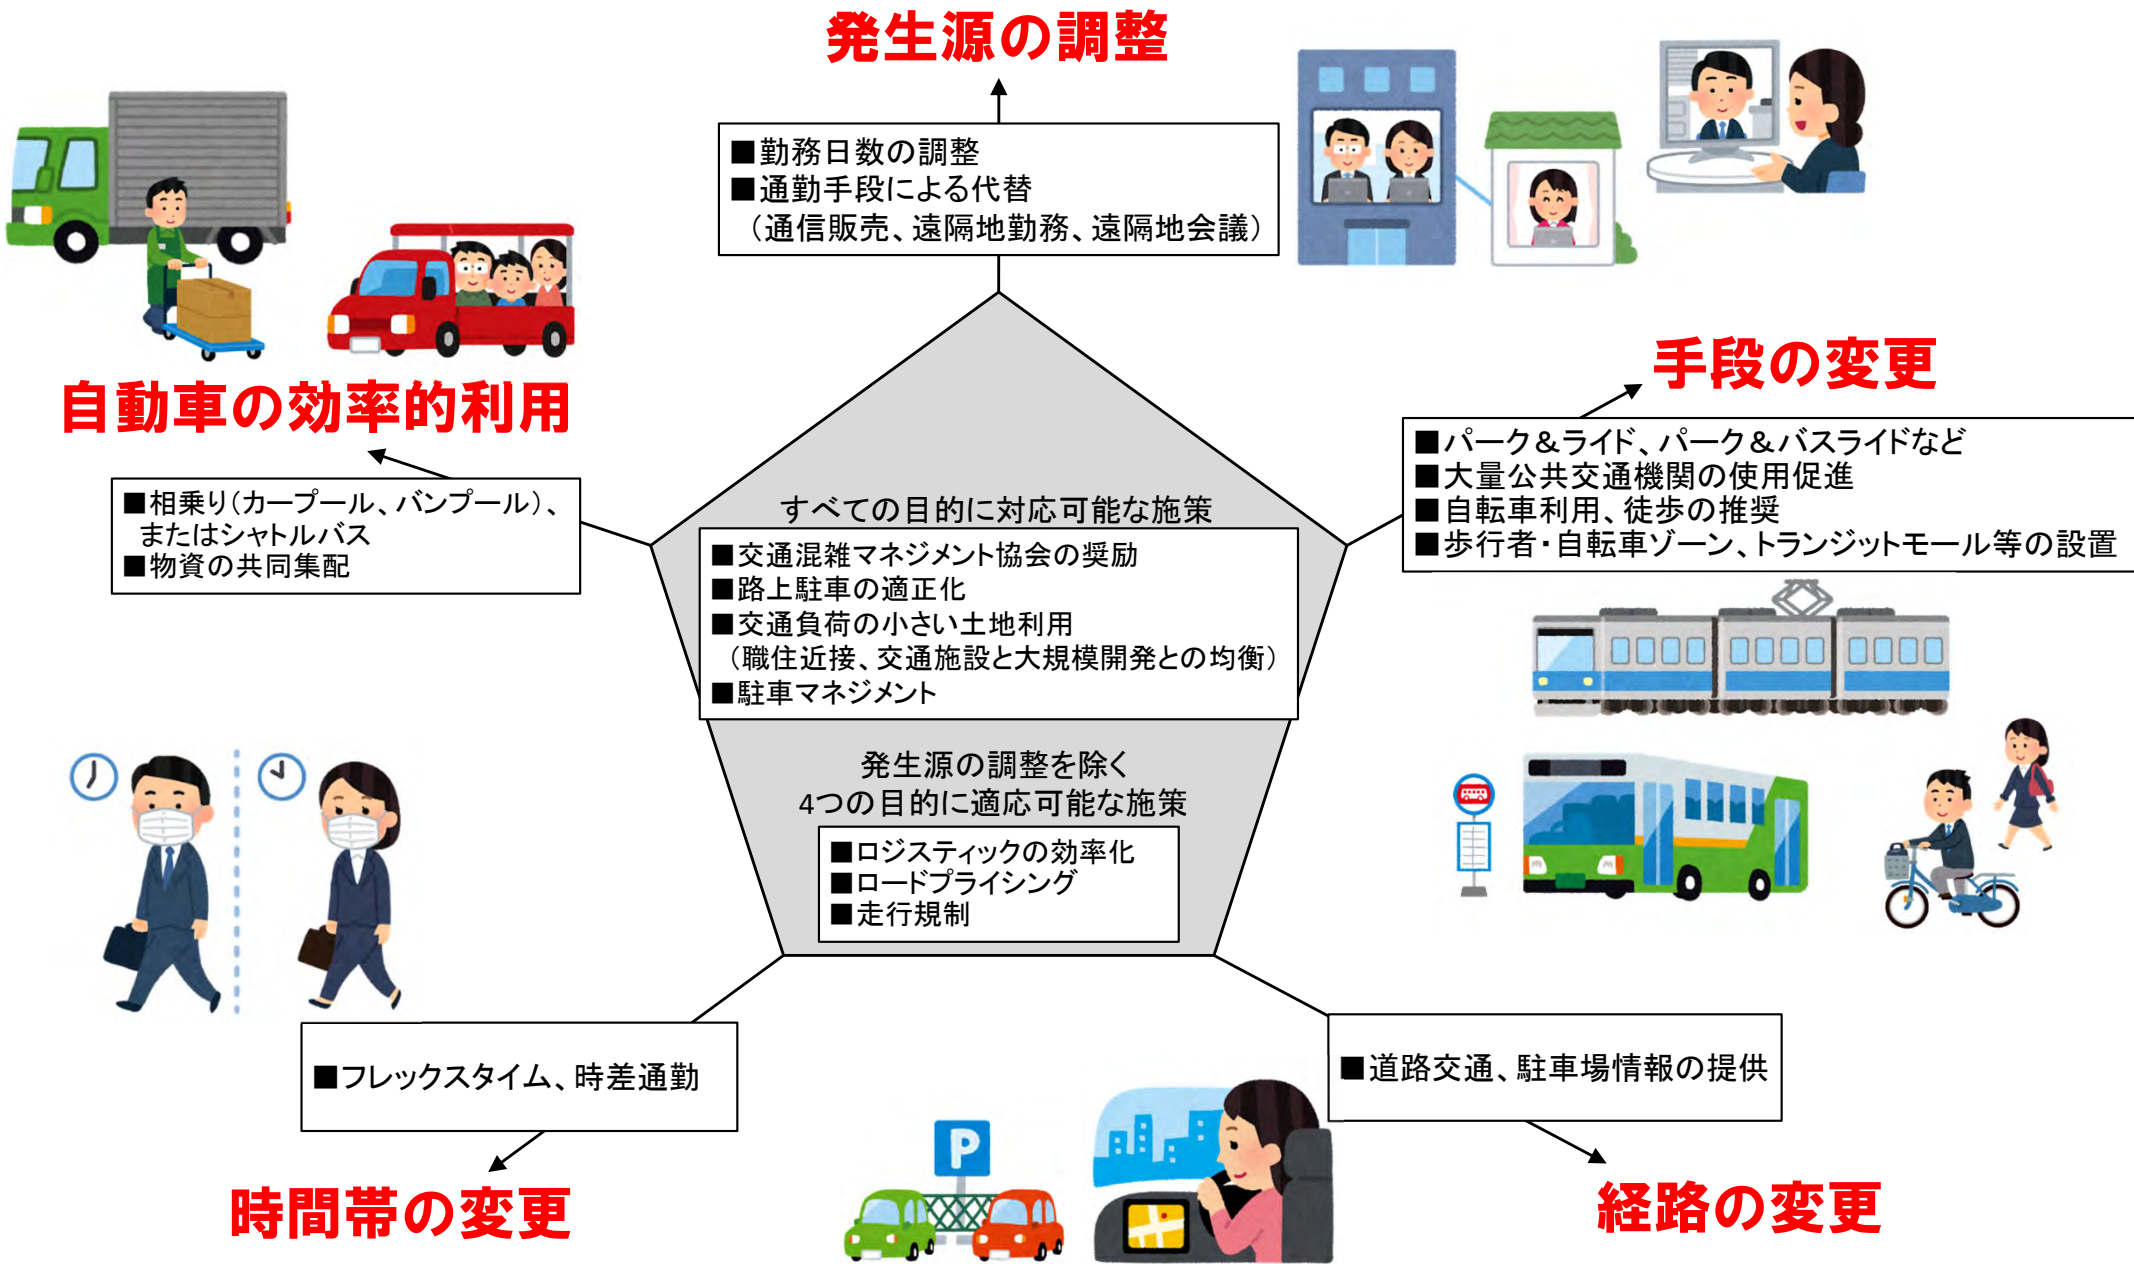 発生源の調整
■勤務日数の調整
■通勤手段による代替
（通信販売、遠隔地勤務、遠隔地会議）
手段の変更
■パーク＆ライド、パーク＆バスライドなど
■大量公共交通機関の使用促進
■自転車利用、徒歩の推奨
■歩行者・自転車ゾーン、トランジットモール等の設置
自動車の効率的利用
■相乗り（カープール、バンプール）、
またはシャトルバス
■物資の共同集配
すべての目的に対応可能な施策
■交通混雑マネジメント協会の奨励
■路上駐車の適正化
■交通負荷の小さい土地利用
（職住近接、交通施設と大規模開発との均衡）
■駐車マネジメント
発生源の調整を除く
4つの目的に適応可能な施策
■ロジスティックの効率化
■ロードプライシング
■走行規制
■フレックスタイム、時差通勤
時間帯の変更
■道路交通、駐車場情報の提供
経路の変更
P